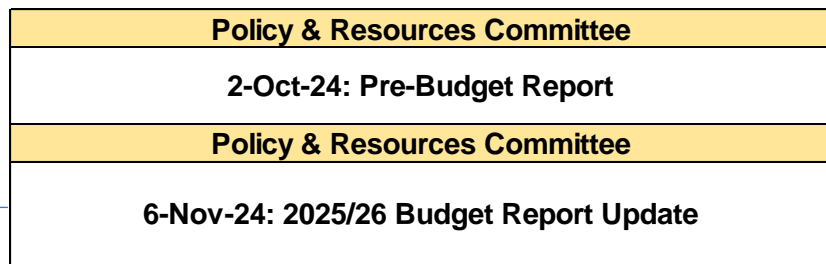 Policy & Resources Committee
2-Oct-24: Pre-Budget Report
Policy & Resources Committee
6-Nov-24: 2025/26 Budget Report Update